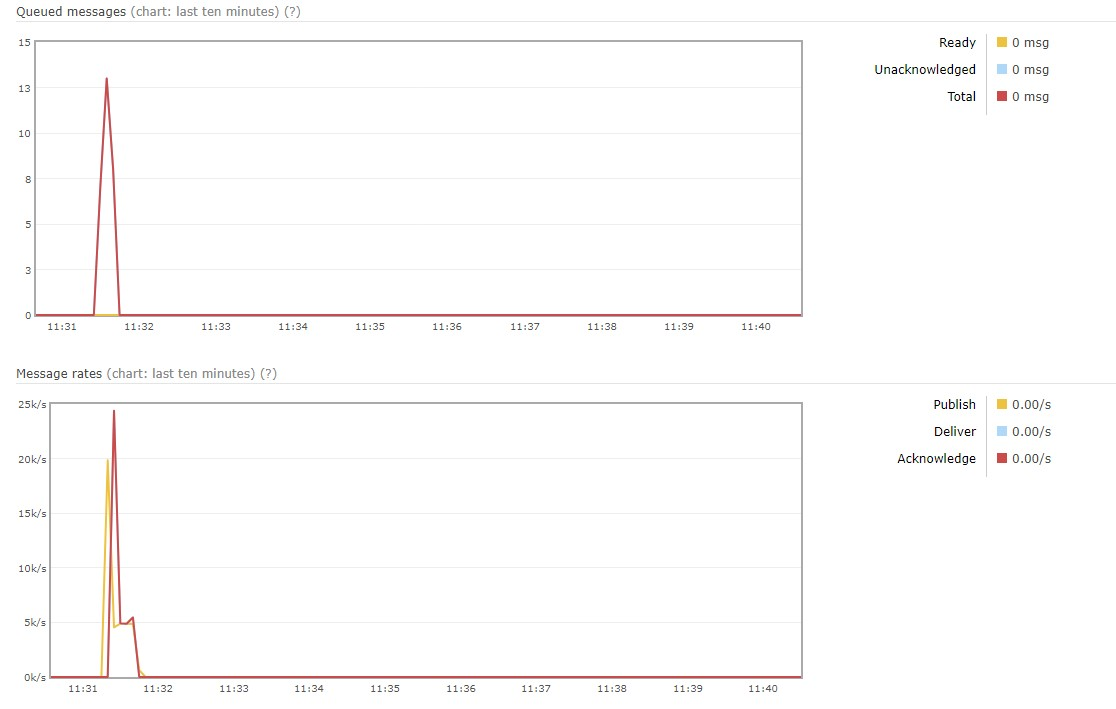 Queued messages (chart: last ten minutes) (?)
15
13
10
8
5
3
0
11:31 11:32 11:33 11:34 11:35 11:36 11:37 11:38 11:39 11:40
Ready 0 msg
Unacknowledged 0 msg
Total 0 msg
Message rates (chart: last ten minutes) (?)
25k/s
20k/s
15k/s
10k/s
5k/s
0k/s
11:31 11:32 11:33 11:34 11:35 11:36 11:37 11:38 11:39 11:40
Publish 0.00/s
Deliver 0.00/s
Acknowledge 0.00/s